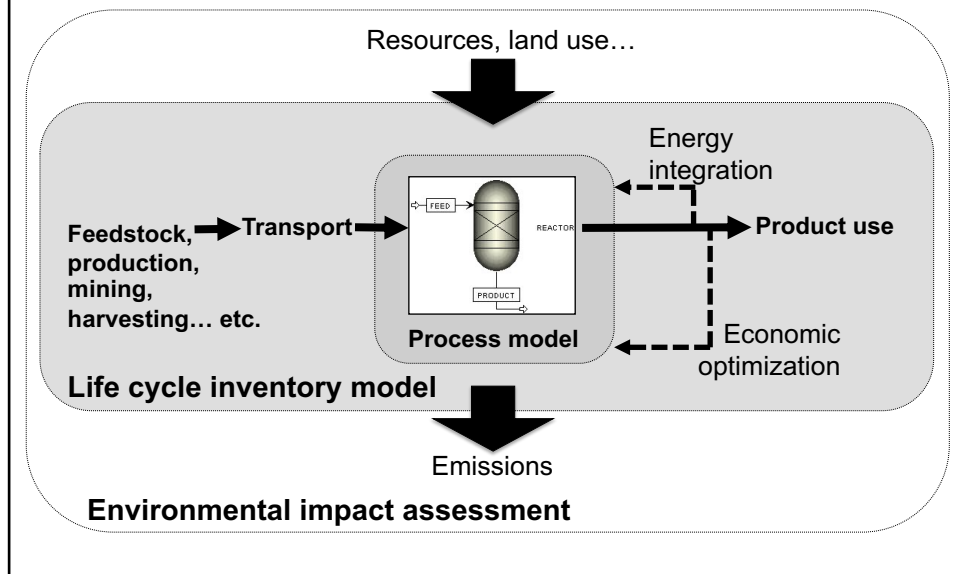 Resources, land use…
Energy
integration
Feedstock,
production,
mining,
harvesting… etc.
Transport
FEED
REACTOR
PRODUCT
Process model
Product use
Economic
optimization
Life cycle inventory model
Emissions
Environmental impact assessment